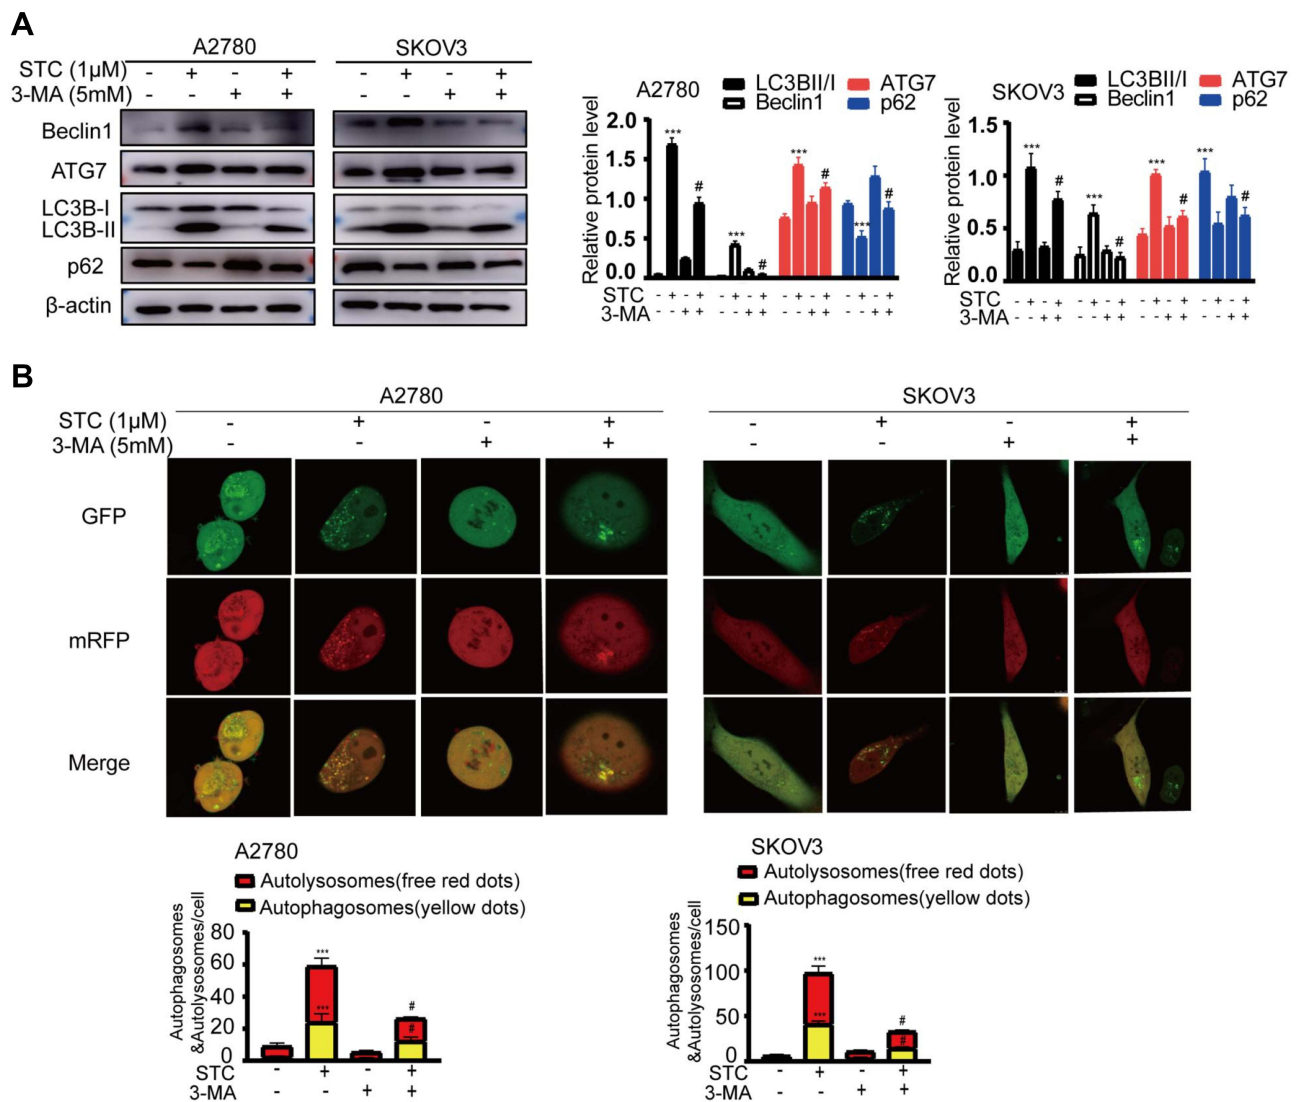 A
A2780
SKOV3
STC (1μM) - + - + - + - +
3-MA (5mM) - - + + - - + +
Beclin1
ATG7
LC3B-I
LC3B-II
p62
β-actin
A2780
LC3BII/I ATG7
Beclin1 p62
Relative protein level
2.0
1.5
1.0
0.5
0.0
*** # *** # *** # *** #
STC - + - + - + - + - + - + - + - +
3-MA - - + + - - + + - - + + - - + +
SKOV3
LC3BII/I ATG7
Beclin1 p62
Relative protein level
1.5
1.0
0.5
0.0
*** # *** # *** # *** #
STC - + - + - + - + - + - + - + - +
3-MA - - + + - - + + - - + + - - + +
B
A2780 SKOV3
STC (1μM) - + - + - + - +
3-MA (5mM) - - + + - - + +
GFP
mRFP
Merge
A2780
Autolysosomes(free red dots)
Autophagosomes(yellow dots)
Autophagosomes
&Autolysosomes/cell
80
60
40
20
0
*** #
*** #
STC - + - +
3-MA - - + +
SKOV3
Autolysosomes(free red dots)
Autophagosomes(yellow dots)
Autophagosomes
&Autolysosomes/cell
150
100
50
0
*** #
*** #
STC - + - +
3-MA - - + +